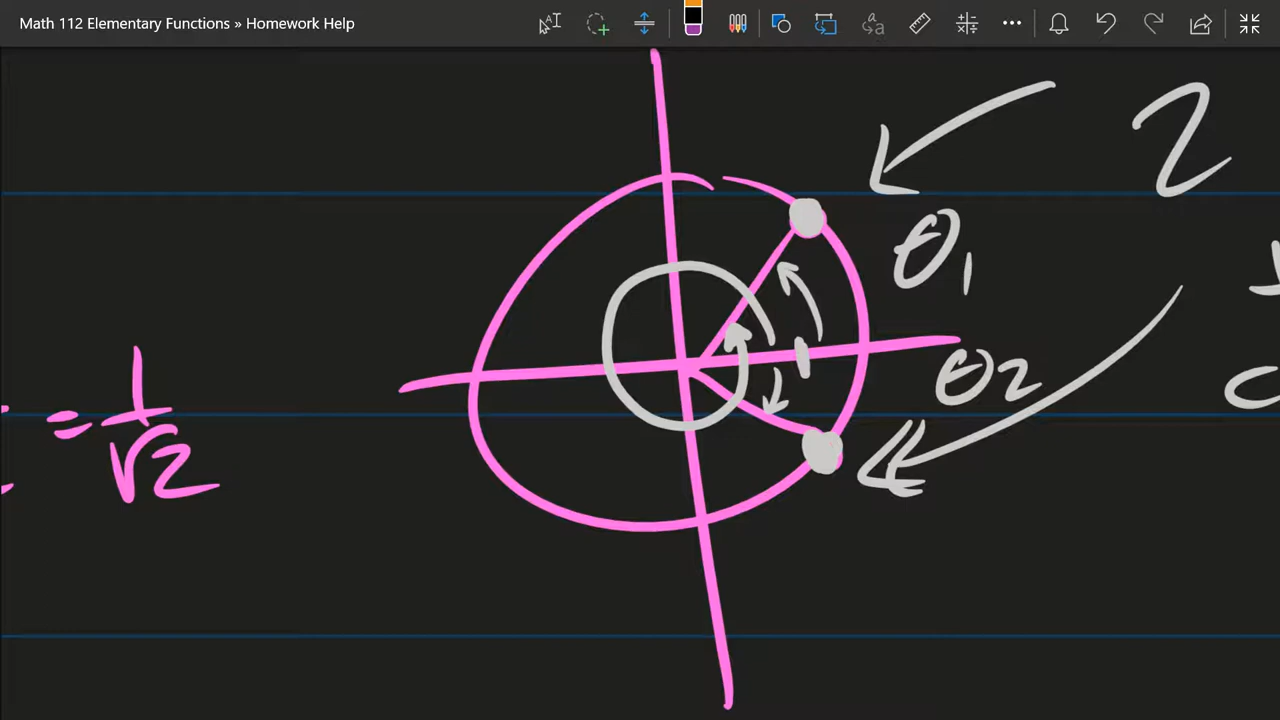 Math 112 Elementary Functions » Homework Help
2
θ1
θ2
= 1/√2